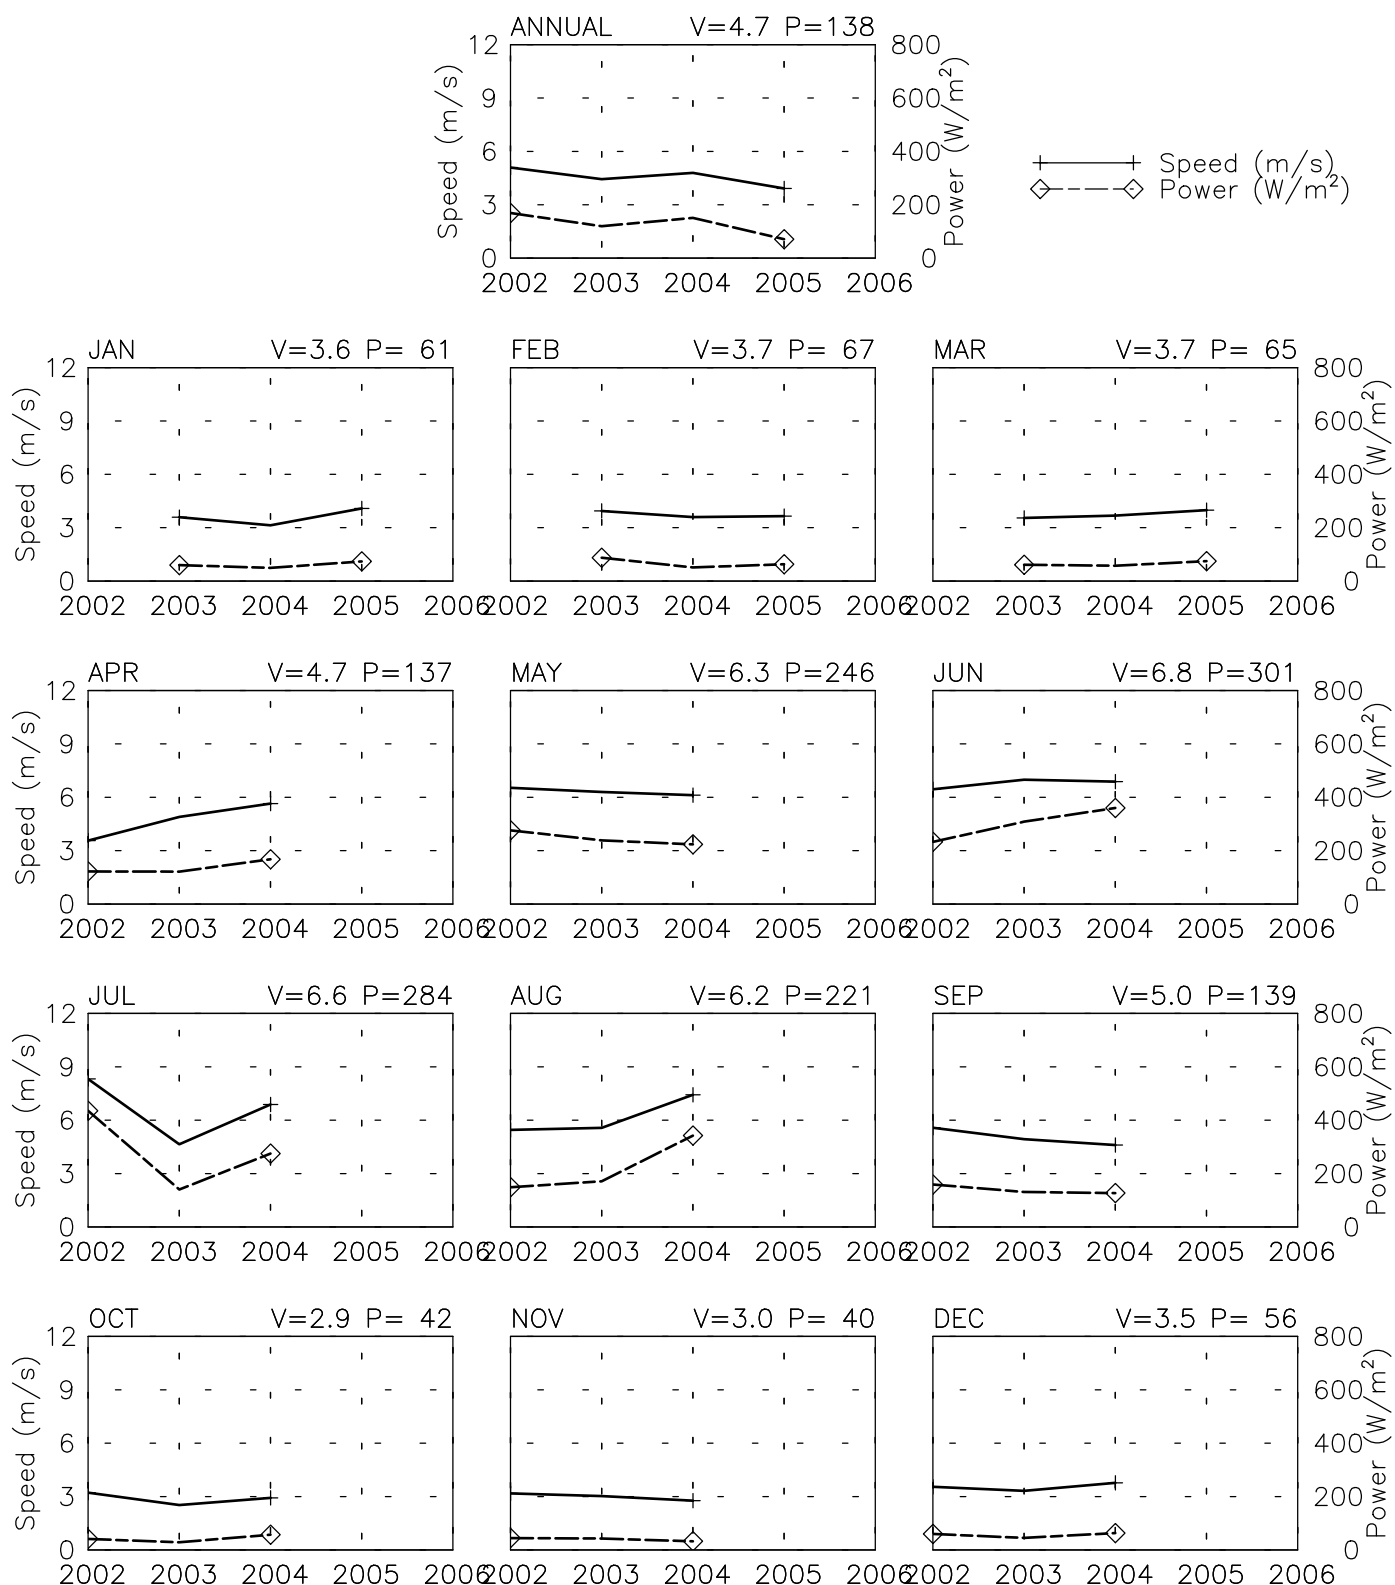 ANNUAL V=4.7 P=138
12 800
9 600
6 400
3 200
0 0
Speed (m/s)
Power (W/m²)
2002 2003 2004 2005 2006
Speed (m/s)
Power (W/m²)
JAN V=3.6 P= 61
FEB V=3.7 P= 67
MAR V=3.7 P= 65
12 800
9 600
6 400
3 200
0 0
Speed (m/s)
Power (W/m²)
2002 2003 2004 2005 2006 2002 2003 2004 2005 2006 2002 2003 2004 2005 2006
APR V=4.7 P=137
MAY V=6.3 P=246
JUN V=6.8 P=301
12 800
9 600
6 400
3 200
0 0
Speed (m/s)
Power (W/m²)
2002 2003 2004 2005 2006 2002 2003 2004 2005 2006 2002 2003 2004 2005 2006
JUL V=6.6 P=284
AUG V=6.2 P=221
SEP V=5.0 P=139
12 800
9 600
6 400
3 200
0 0
Speed (m/s)
Power (W/m²)
2002 2003 2004 2005 2006 2002 2003 2004 2005 2006 2002 2003 2004 2005 2006
OCT V=2.9 P= 42
NOV V=3.0 P= 40
DEC V=3.5 P= 56
12 800
9 600
6 400
3 200
0 0
Speed (m/s)
Power (W/m²)
2002 2003 2004 2005 2006 2002 2003 2004 2005 2006 2002 2003 2004 2005 2006